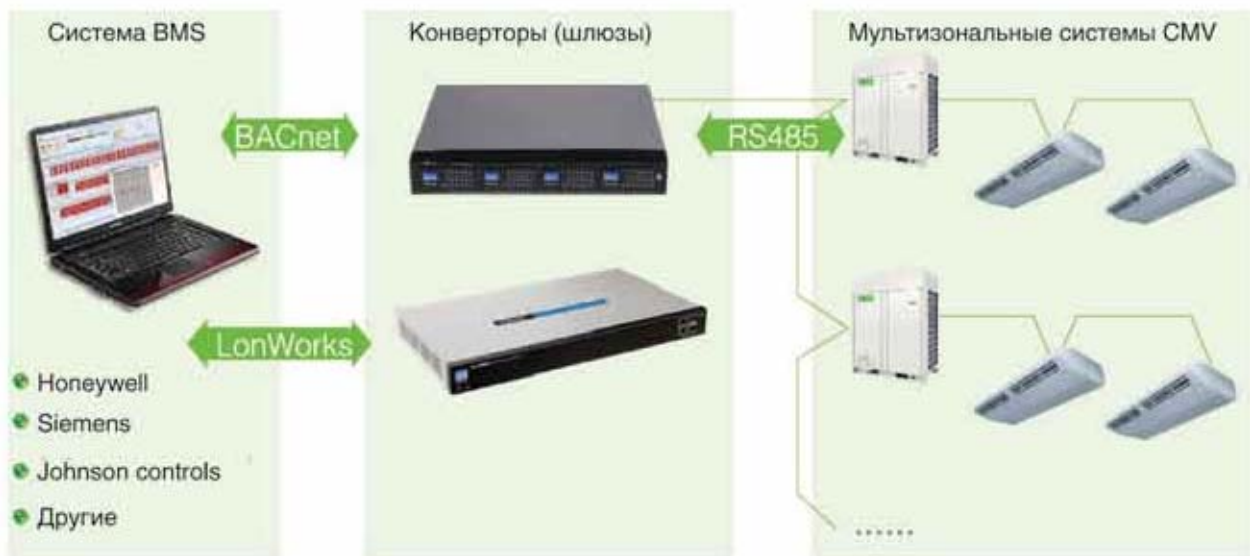 Система BMS
Конверторы (шлюзы)
Мультизональные системы CMV
BACnet
RS485
LonWorks
Honeywell
Siemens
Johnson controls
Другие
......